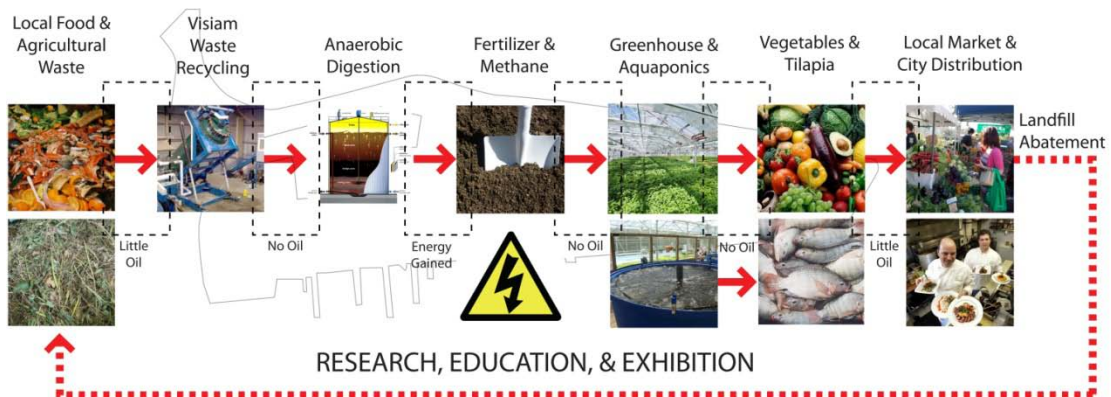 Local Food &
Agricultural
Waste
Visiam
Waste
Recycling
Anaerobic
Digestion
Fertilizer &
Methane
Greenhouse &
Aquaponics
Vegetables &
Tilapia
Local Market &
City Distribution
Landfill
Abatement
Little
Oil
No Oil
Energy
Gained
No Oil
No Oil
Little
Oil
RESEARCH, EDUCATION, & EXHIBITION